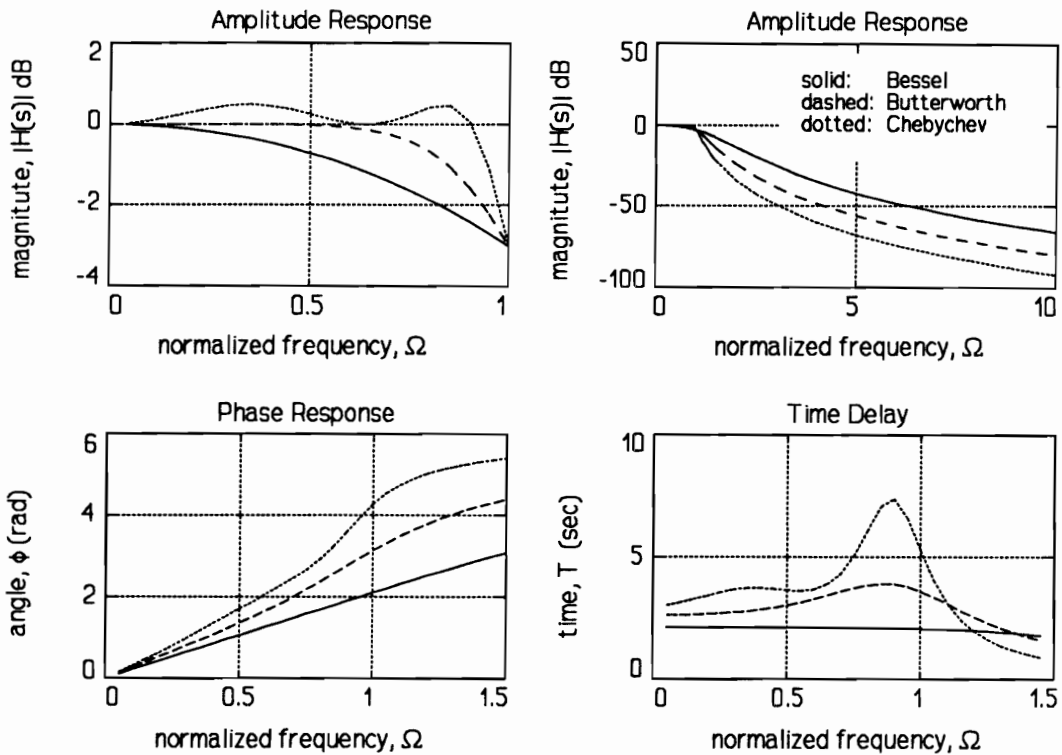 Amplitude Response
2
0
-2
-4
magnitude, |H(s)| dB
0
0.5
1
normalized frequency, Ω
Amplitude Response
50
0
-50
-100
magnitude, |H(s)| dB
solid: Bessel
dashed: Butterworth
dotted: Chebychev
0
5
10
normalized frequency, Ω
Phase Response
6
4
2
0
angle, ϕ (rad)
0
0.5
1
1.5
normalized frequency, Ω
Time Delay
10
5
0
time, T (sec)
0
0.5
1
1.5
normalized frequency, Ω